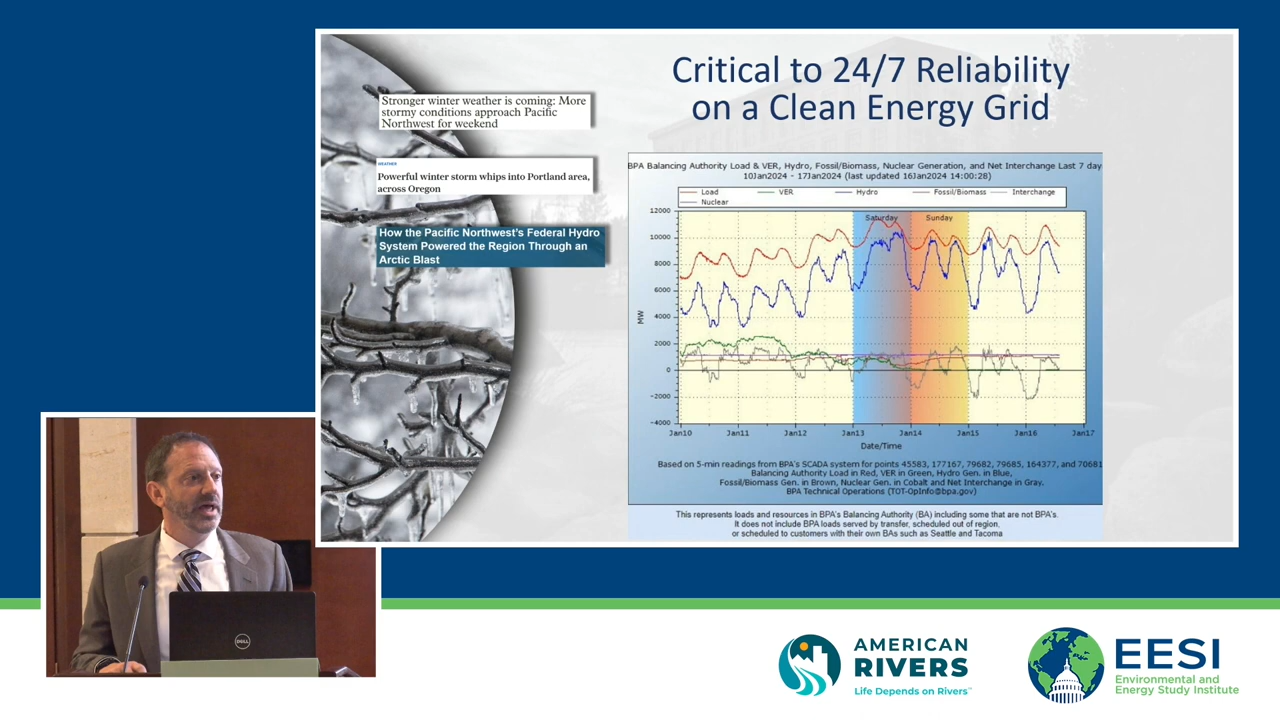 Critical to 24/7 Reliability
on a Clean Energy Grid
Stronger winter weather is coming: More
stormy conditions approach Pacific
Northwest for weekend
WEATHER
Powerful winter storm whips into Portland area,
across Oregon
How the Pacific Northwest's Federal Hydro
System Powered the Region Through an
Arctic Blast
BPA Balancing Authority Load & VER, Hydro, Fossil/Biomass, Nuclear Generation, and Net Interchange Last 7 day
10Jan2024 - 17Jan2024 (last updated 16Jan2024 14:00:28)
Load VER Hydro Fossil/Biomass Interchange
Nuclear
Saturday Sunday
12000
10000
8000
6000
4000
2000
0
-2000
-4000
MW
Jan10 Jan11 Jan12 Jan13 Jan14 Jan15 Jan16 Jan17
Date/Time
Based on 5-min readings from BPA's SCADA system for points 45583, 177167, 79682, 79685, 164377, and 70681
Balancing Authority Load in Red, VER in Green, Hydro Gen. in Blue,
Fossil/Biomass Gen. in Brown, Nuclear Gen. in Cobalt and Net Interchange in Gray.
BPA Technical Operations (TOT-OpInfo@bpa.gov)
This represents loads and resources in BPA's Balancing Authority (BA) including some that are not BPA's.
It does not include BPA loads served by transfer, scheduled out of region,
or scheduled to customers with their own BAs such as Seattle and Tacoma
DELL
AMERICAN
RIVERS
Life Depends on Rivers™
EESI
Environmental and
Energy Study Institute